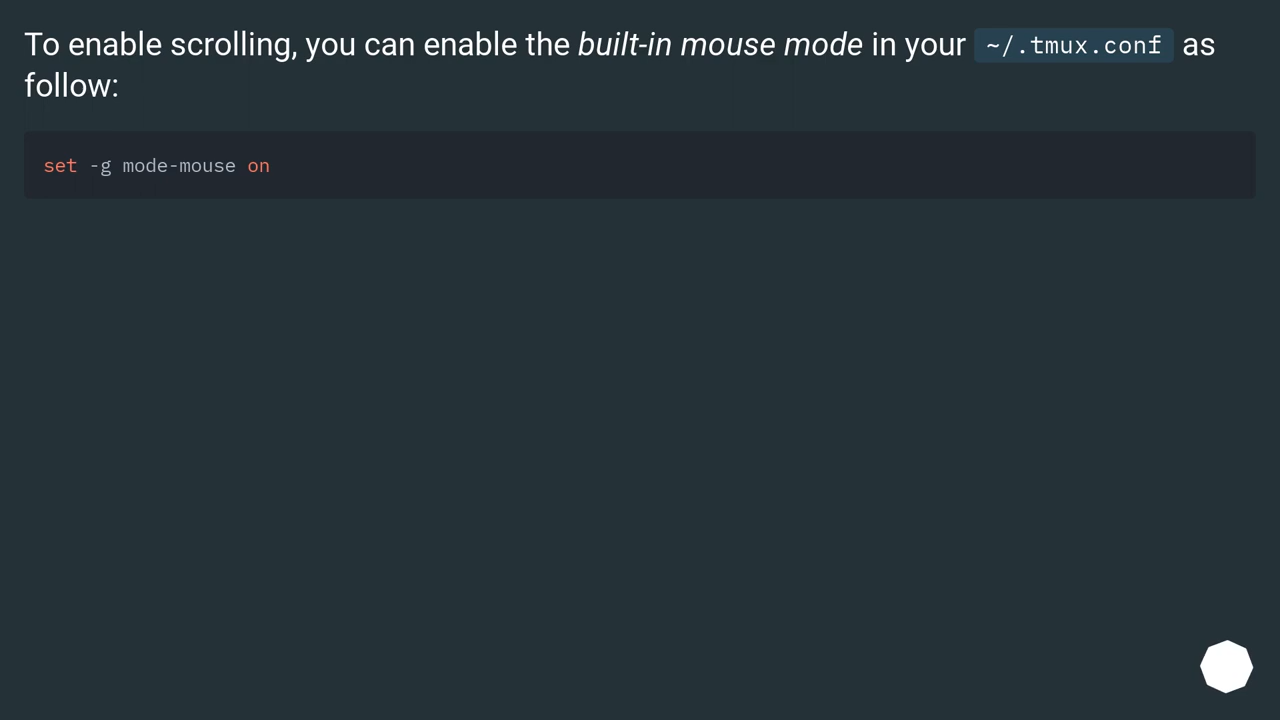 To enable scrolling, you can enable the built-in mouse mode in your ~/.tmux.conf as
follow:
set -g mode-mouse on